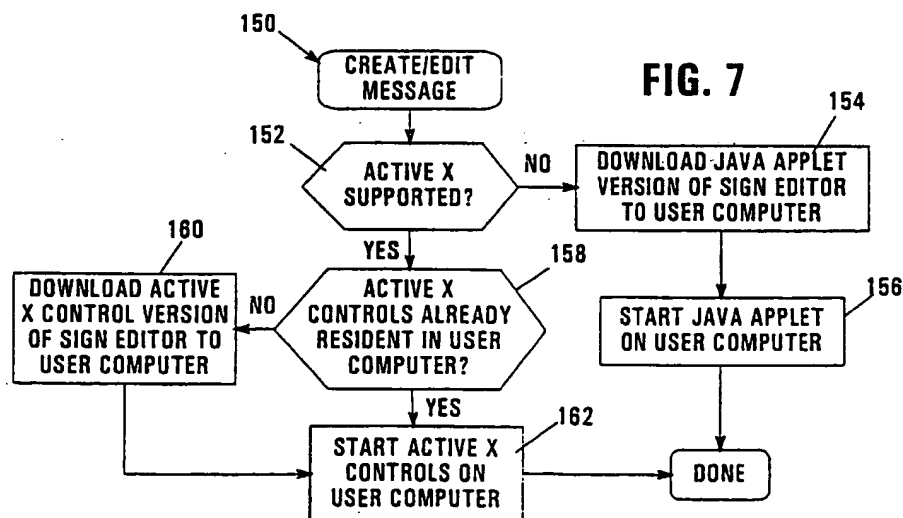 150
CREATE/EDIT
MESSAGE
FIG. 7
152
ACTIVE X
SUPPORTED?
NO
154
DOWNLOAD JAVA APPLET
VERSION OF SIGN EDITOR
TO USER COMPUTER
YES
160
DOWNLOAD ACTIVE
X CONTROL VERSION
OF SIGN EDITOR TO
USER COMPUTER
NO
158
ACTIVE X
CONTROLS ALREADY
RESIDENT IN USER
COMPUTER?
156
START JAVA APPLET
ON USER COMPUTER
YES
162
START ACTIVE X
CONTROLS ON
USER COMPUTER
DONE